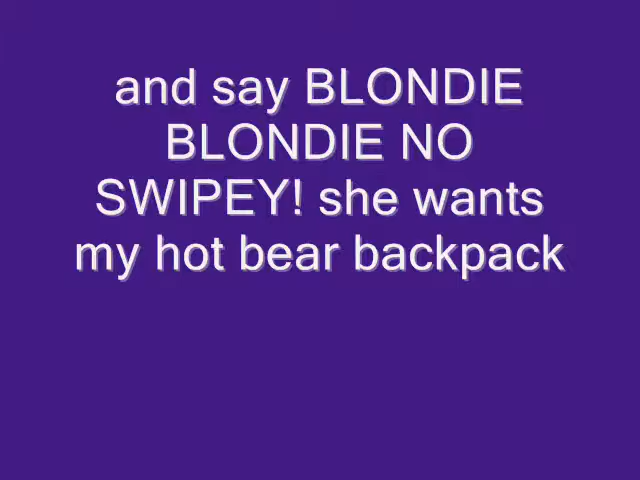 and say BLONDIE
BLONDIE NO
SWIPEY! she wants
my hot bear backpack